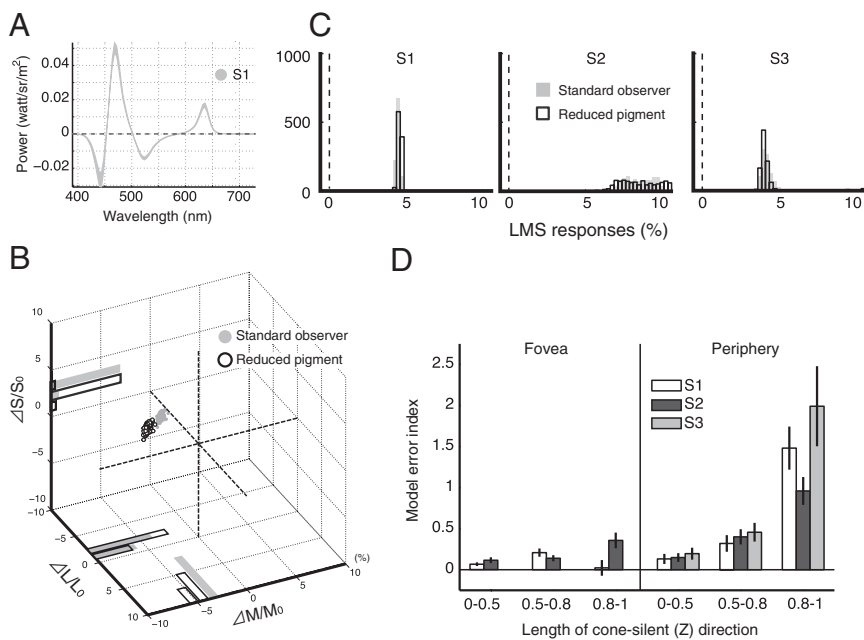 A
Power (watt/sr/m²)
0.04
0.02
0
−0.02
S1
400
500
600
700
Wavelength (nm)
C
1000
500
0
S1
S2
S3
Standard observer
Reduced pigment
0
5
10
0
5
10
0
5
10
LMS responses (%)
B
Standard observer
Reduced pigment
⊿S/S₀
10
5
0
−5
−10
⊿L/L₀
−10
−5
0
5
10
⊿M/M₀
−10
−5
0
5
10
(%)
D
Model error index
2.5
2
1.5
1
0.5
0
Fovea
Periphery
S1
S2
S3
0-0.5
0.5-0.8
0.8-1
0-0.5
0.5-0.8
0.8-1
Length of cone-silent (Z) direction